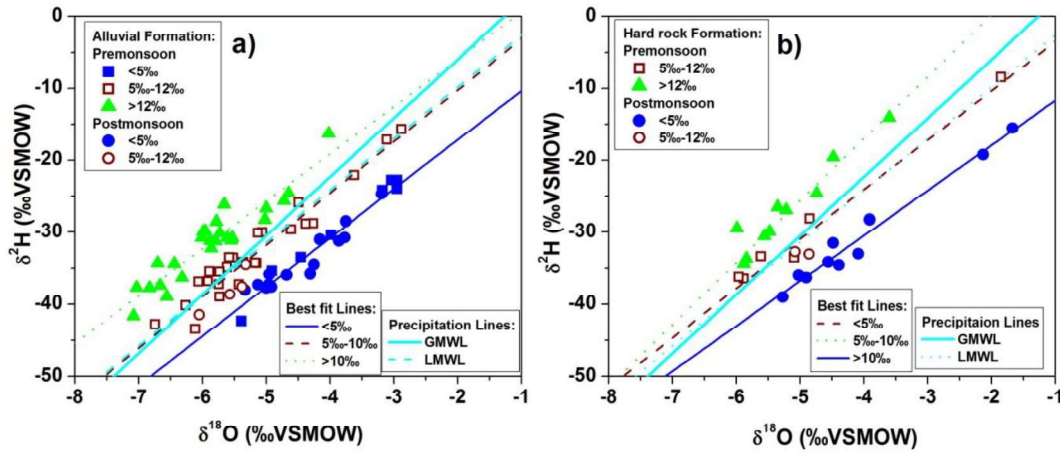 a)
Alluvial Formation:
Premonsoon
<5‰
5‰-12‰
>12‰
Postmonsoon
<5‰
5‰-12‰
Best fit Lines:
<5‰
5‰-10‰
>10‰
Precipitation Lines:
GMWL
LMWL
0
-10
-20
-30
-40
-50
δ²H (‰VSMOW)
-8 -7 -6 -5 -4 -3 -2 -1
δ¹⁸O (‰VSMOW)
b)
Hard rock Formation:
Premonsoon
5‰-12‰
>12‰
Postmonsoon
<5‰
5‰-12‰
Best fit Lines:
<5‰
5‰-10‰
>10‰
Precipitaion Lines
GMWL
LMWL
0
-10
-20
-30
-40
-50
δ²H (‰VSMOW)
-8 -7 -6 -5 -4 -3 -2 -1
δ¹⁸O (‰VSMOW)